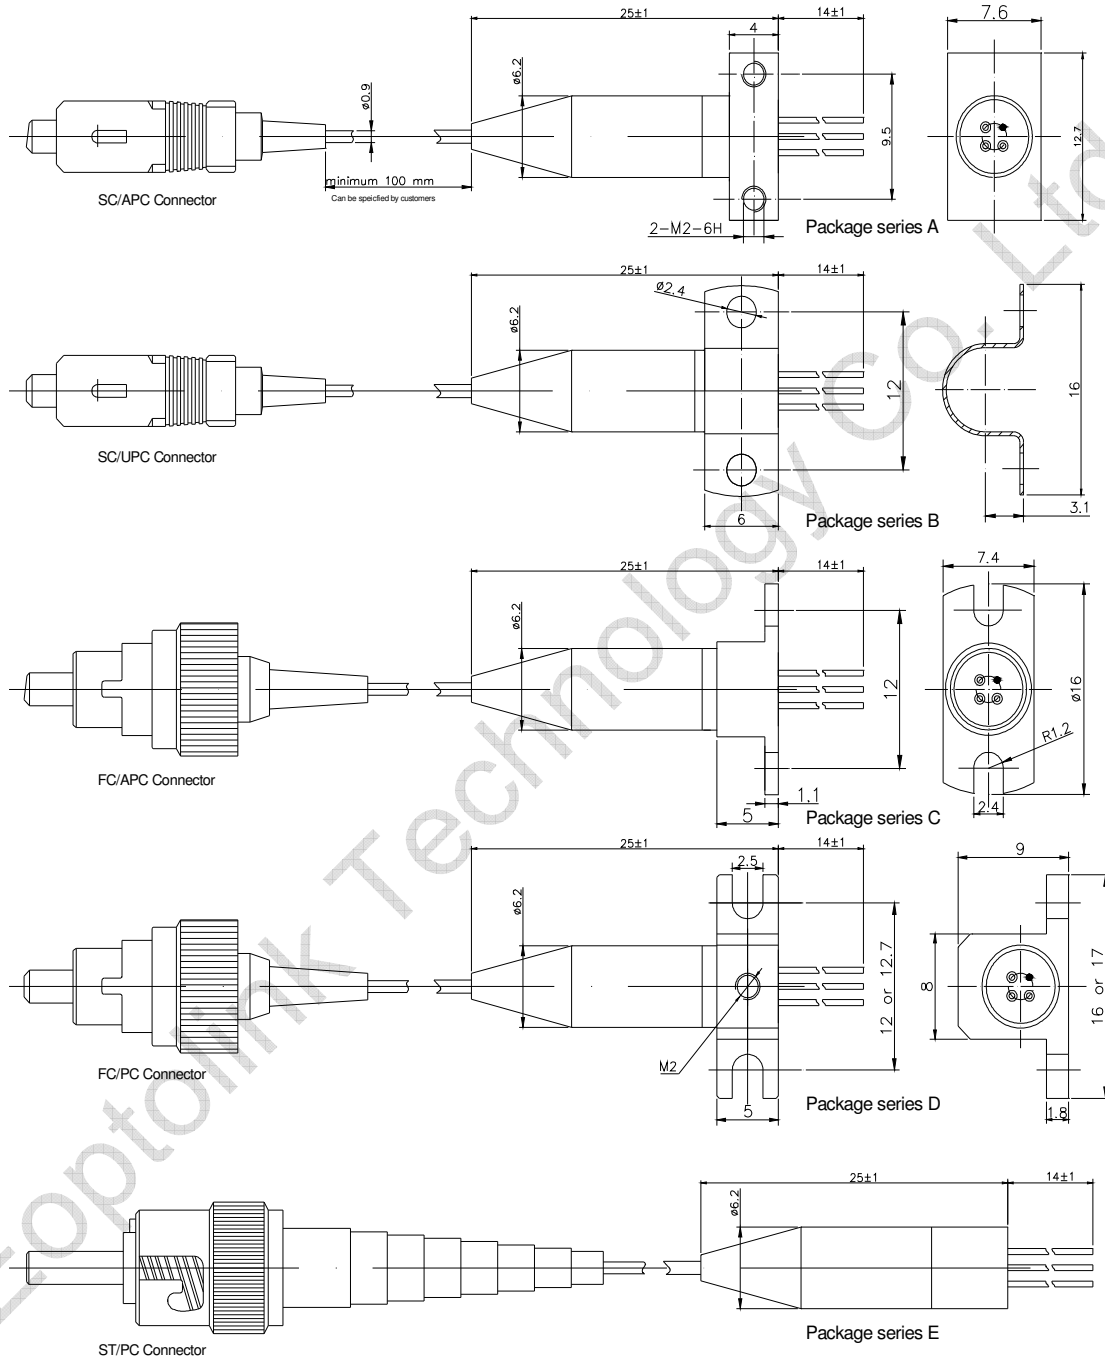 25±1
14±1
4
7.6
ø6.2
ø0.9
9.5
12.7
minimum 100 mm
Can be speicfied by customers
SC/APC Connector
2-M2-6H
Package series A
25±1
14±1
ø2.4
ø6.2
12
16
SC/UPC Connector
6
Package series B
3.1
25±1
14±1
7.4
ø6.2
12
ø16
R1.2
FC/APC Connector
1.1
5
Package series C
2.4
25±1
14±1
2.5
9
ø6.2
12 or 12.7
8
16 or 17
M2
FC/PC Connector
5
Package series D
1.8
25±1
14±1
ø6.2
ST/PC Connector
Package series E
Eoptolink Technology Co. Ltd